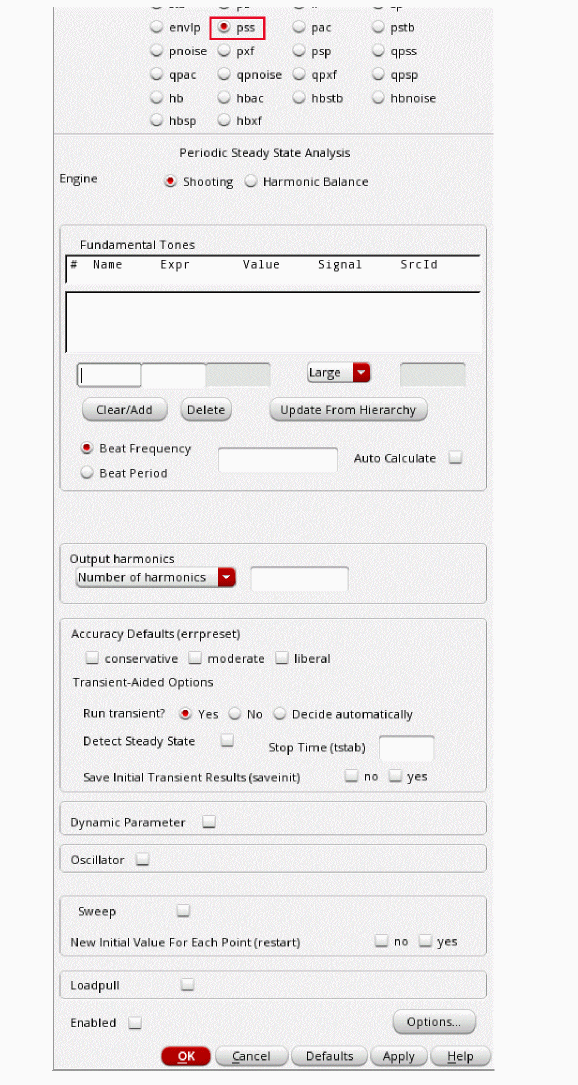 envlp pss pac pstb
pnoise pxf psp qpss
qpac qpnoise qpxf qpsp
hb hbac hbstb hbnoise
hbsp hbxf
Periodic Steady State Analysis
Engine Shooting Harmonic Balance
Fundamental Tones
# Name Expr Value Signal SrcId
Large
Clear/Add Delete Update From Hierarchy
Beat Frequency
Auto Calculate
Beat Period
Output harmonics
Number of harmonics
Accuracy Defaults (errpreset)
conservative moderate liberal
Transient-Aided Options
Run transient? Yes No Decide automatically
Detect Steady State Stop Time (tstab)
Save Initial Transient Results (saveinit) no yes
Dynamic Parameter
Oscillator
Sweep
New Initial Value For Each Point (restart) no yes
Loadpull
Enabled Options...
OK Cancel Defaults Apply Help